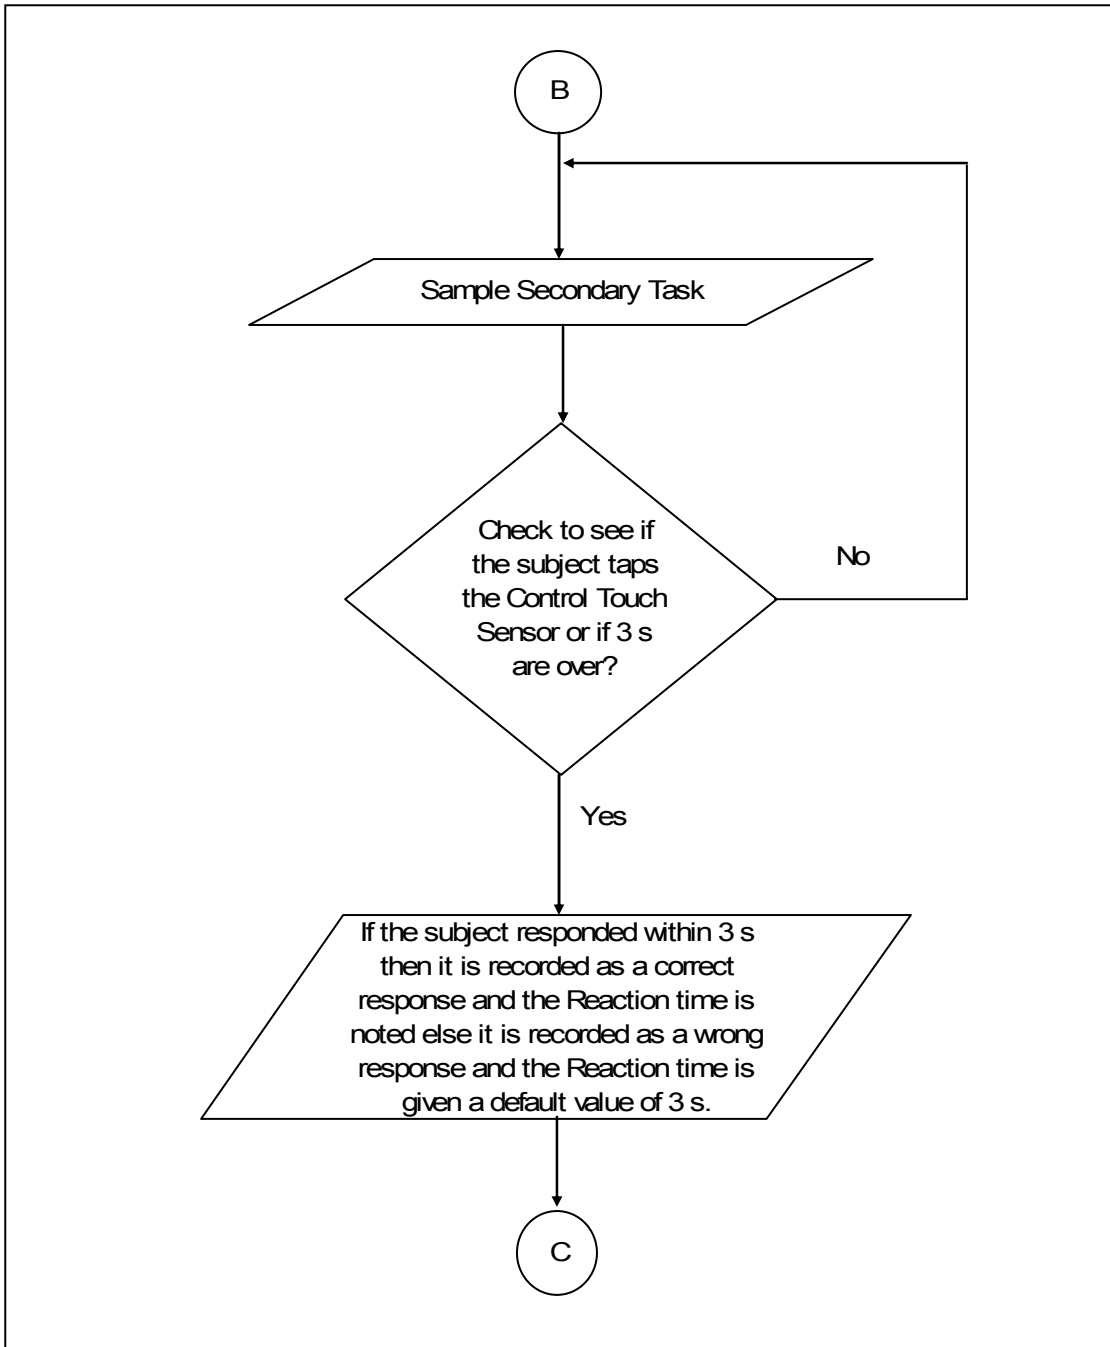 B
Sample Secondary Task
Check to see if
the subject taps
the Control Touch
Sensor or if 3 s
are over?
No
Yes
If the subject responded within 3 s
then it is recorded as a correct
response and the Reaction time is
noted else it is recorded as a wrong
response and the Reaction time is
given a default value of 3 s.
C